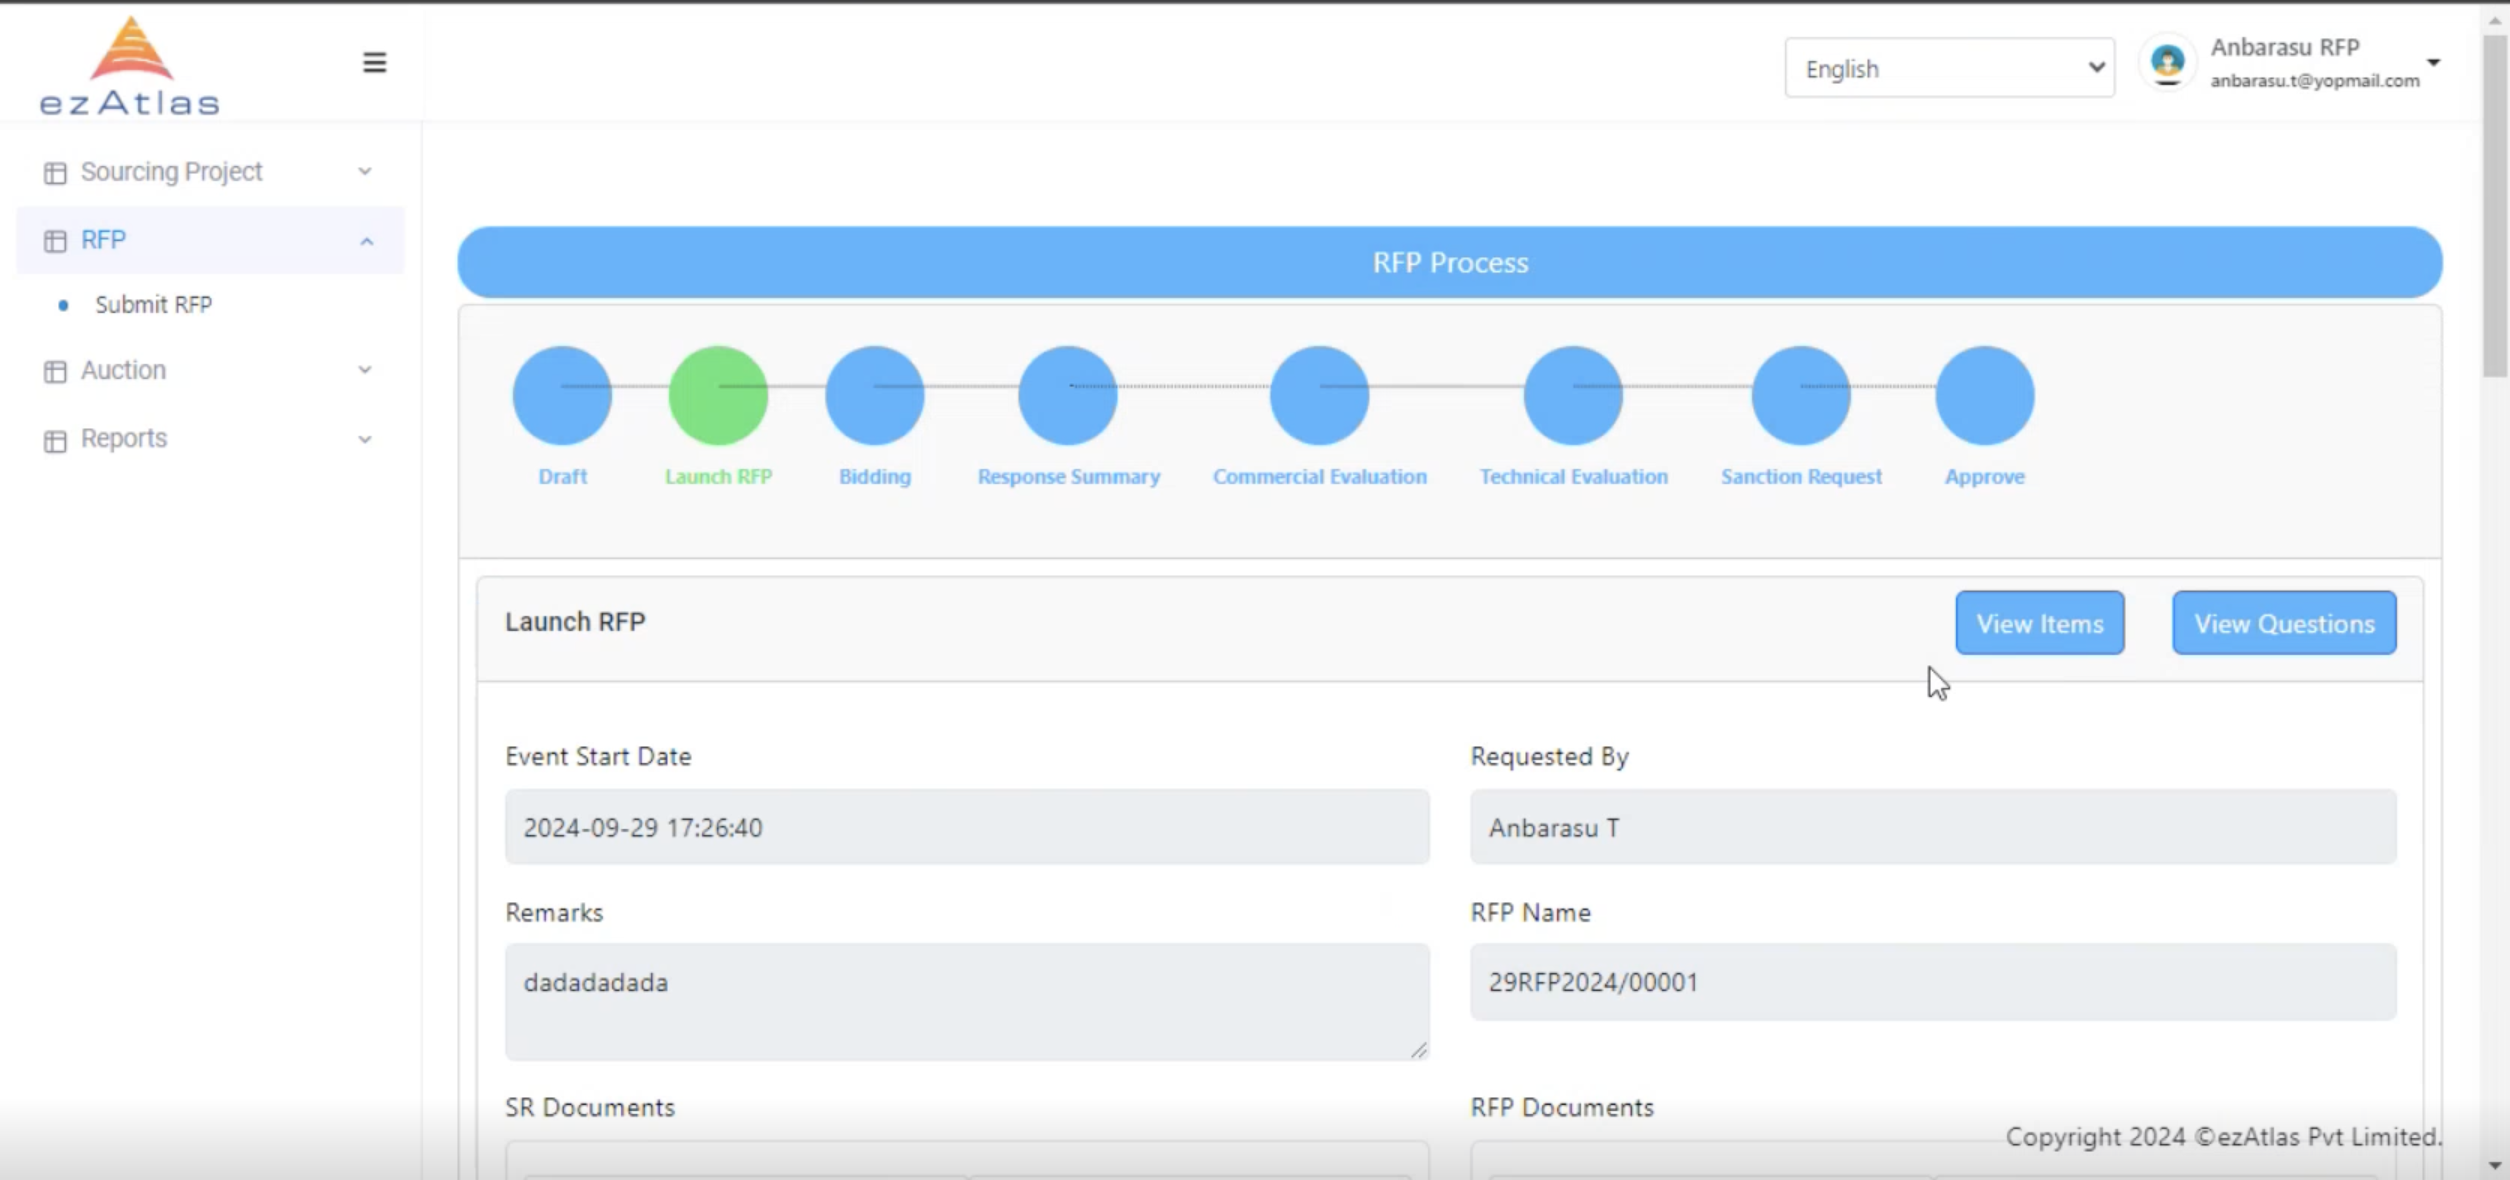 ezAtlas
English
Anbarasu RFP
anbarasu.t@yopmail.com
Sourcing Project
RFP
Submit RFP
Auction
Reports
RFP Process
Draft
Launch RFP
Bidding
Response Summary
Commercial Evaluation
Technical Evaluation
Sanction Request
Approve
Launch RFP
View Items
View Questions
Event Start Date
Requested By
2024-09-29 17:26:40
Anbarasu T
Remarks
RFP Name
dadadadada
29RFP2024/00001
SR Documents
RFP Documents
Copyright 2024 ©ezAtlas Pvt Limited.